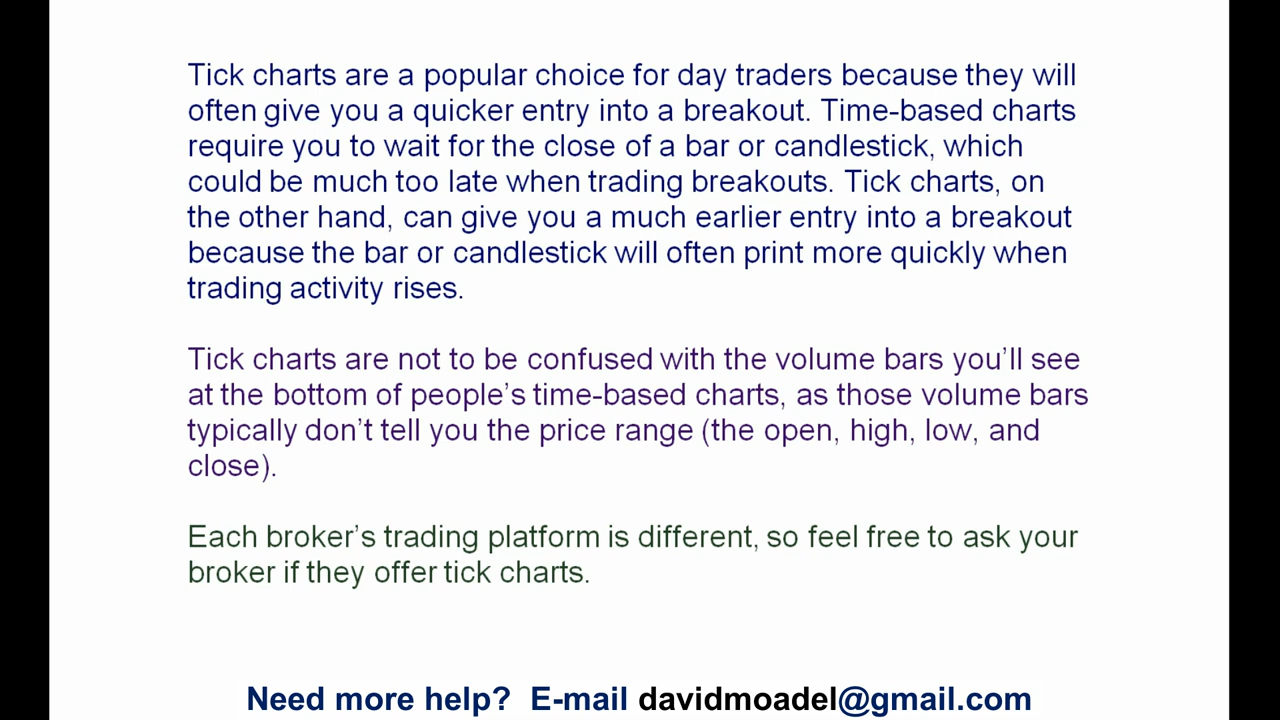 Tick charts are a popular choice for day traders because they will
often give you a quicker entry into a breakout. Time-based charts
require you to wait for the close of a bar or candlestick, which
could be much too late when trading breakouts. Tick charts, on
the other hand, can give you a much earlier entry into a breakout
because the bar or candlestick will often print more quickly when
trading activity rises.
Tick charts are not to be confused with the volume bars you’ll see
at the bottom of people’s time-based charts, as those volume bars
typically don’t tell you the price range (the open, high, low, and
close).
Each broker’s trading platform is different, so feel free to ask your
broker if they offer tick charts.
Need more help? E-mail davidmoadel@gmail.com